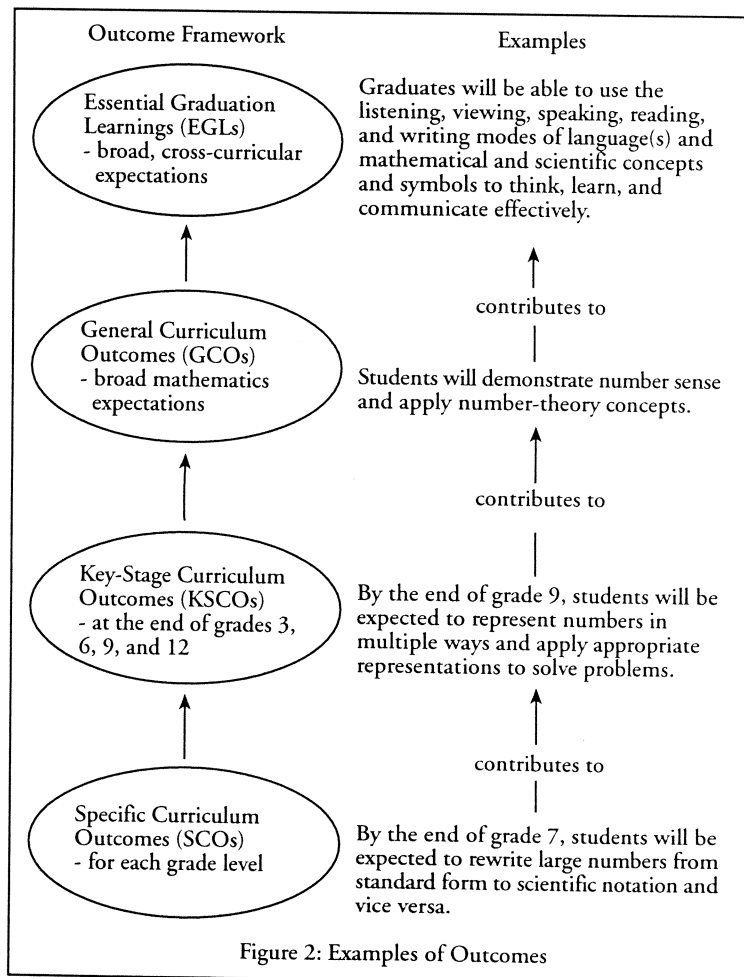 Outcome Framework
Examples
Essential Graduation
Learnings (EGLs)
- broad, cross-curricular
expectations
Graduates will be able to use the
listening, viewing, speaking, reading,
and writing modes of language(s) and
mathematical and scientific concepts
and symbols to think, learn, and
communicate effectively.
contributes to
General Curriculum
Outcomes (GCOs)
- broad mathematics
expectations
Students will demonstrate number sense
and apply number-theory concepts.
contributes to
Key-Stage Curriculum
Outcomes (KSCOs)
- at the end of grades 3,
6, 9, and 12
By the end of grade 9, students will be
expected to represent numbers in
multiple ways and apply appropriate
representations to solve problems.
contributes to
Specific Curriculum
Outcomes (SCOs)
- for each grade level
By the end of grade 7, students will be
expected to rewrite large numbers from
standard form to scientific notation and
vice versa.
Figure 2: Examples of Outcomes